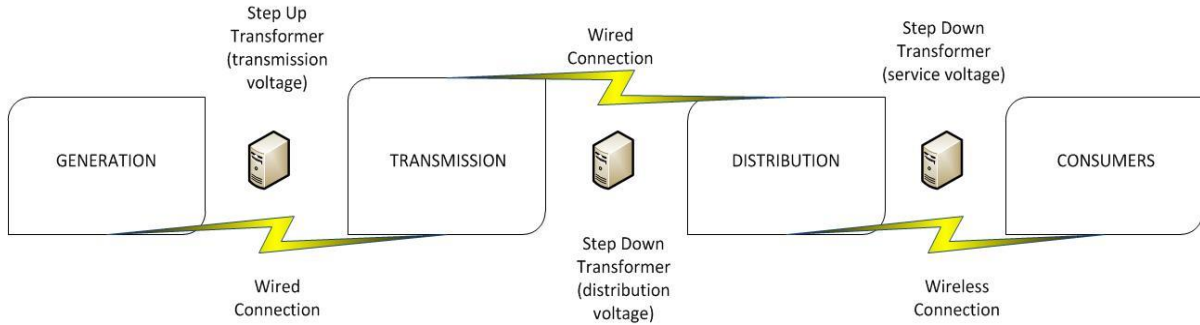 Step Up
Transformer
(transmission
voltage)
Wired
Connection
Step Down
Transformer
(service voltage)
GENERATION
TRANSMISSION
DISTRIBUTION
CONSUMERS
Wired
Connection
Step Down
Transformer
(distribution
voltage)
Wireless
Connection